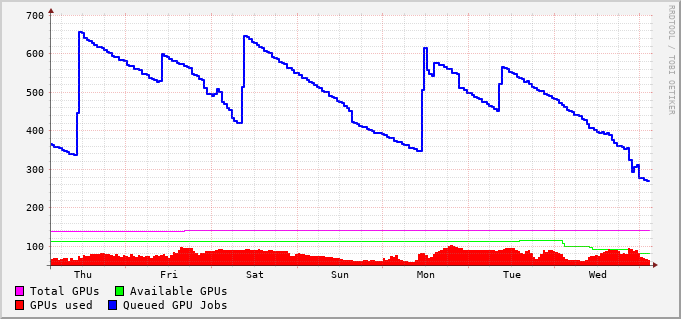 700
600
500
400
300
200
100
Thu Fri Sat Sun Mon Tue Wed
Total GPUs Available GPUs
GPUs used Queued GPU Jobs
RRDTOOL / TOBI OETIKER